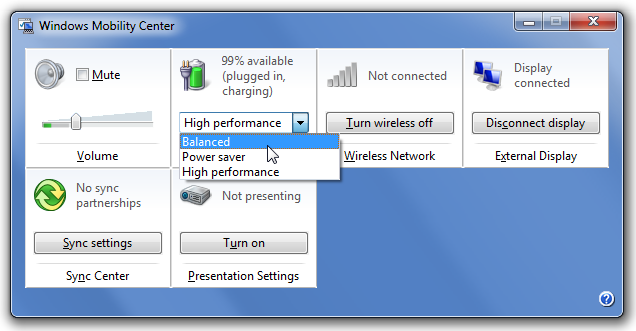 Windows Mobility Center
Mute
Volume
99% available
(plugged in,
charging)
High performance
Balanced
Power saver
High performance
Not connected
Turn wireless off
Wireless Network
Display
connected
Disconnect display
External Display
No sync
partnerships
Sync settings
Sync Center
Not presenting
Turn on
Presentation Settings
?